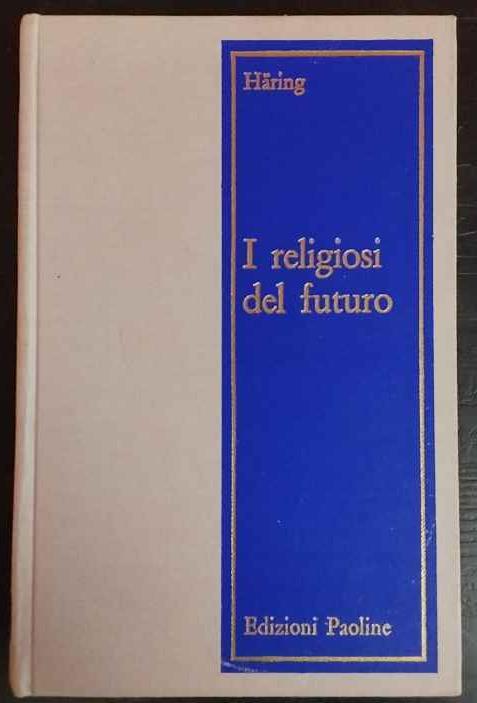 Häring
I religiosi
del futuro
Edizioni Paoline